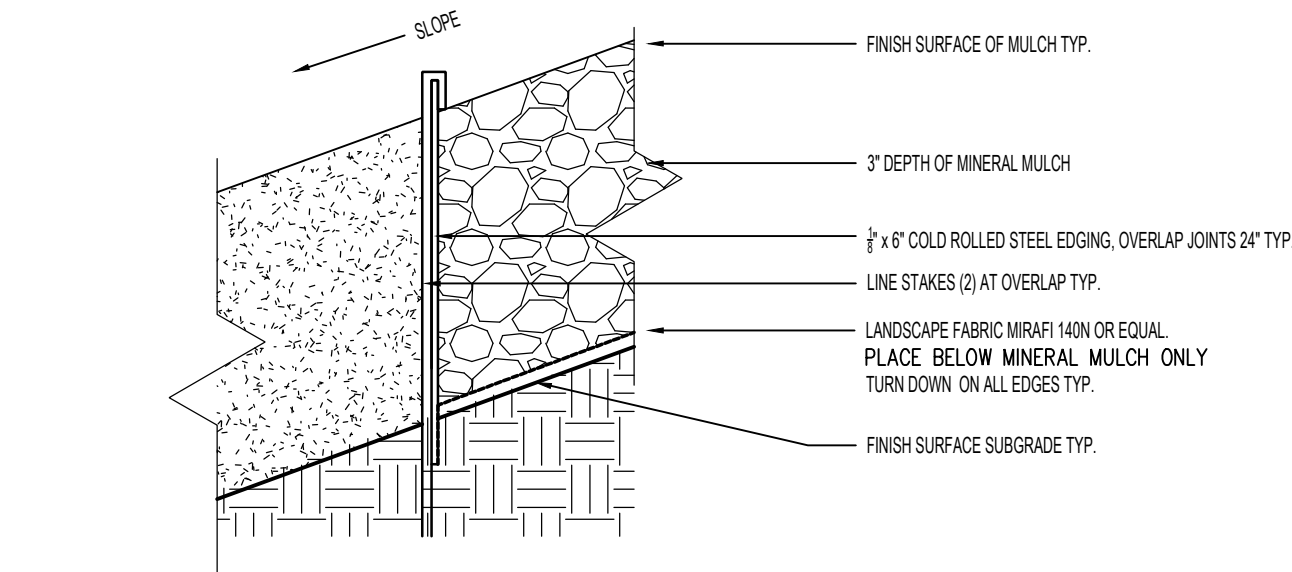 SLOPE
FINISH SURFACE OF MULCH TYP.
3" DEPTH OF MINERAL MULCH
1/8" x 6" COLD ROLLED STEEL EDGING, OVERLAP JOINTS 24" TYP.
LINE STAKES (2) AT OVERLAP TYP.
LANDSCAPE FABRIC MIRAFI 140N OR EQUAL.
PLACE BELOW MINERAL MULCH ONLY
TURN DOWN ON ALL EDGES TYP.
FINISH SURFACE SUBGRADE TYP.